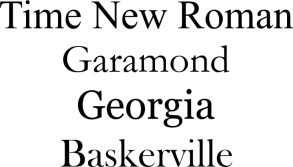 Time New Roman
Garamond
Georgia
Baskerville